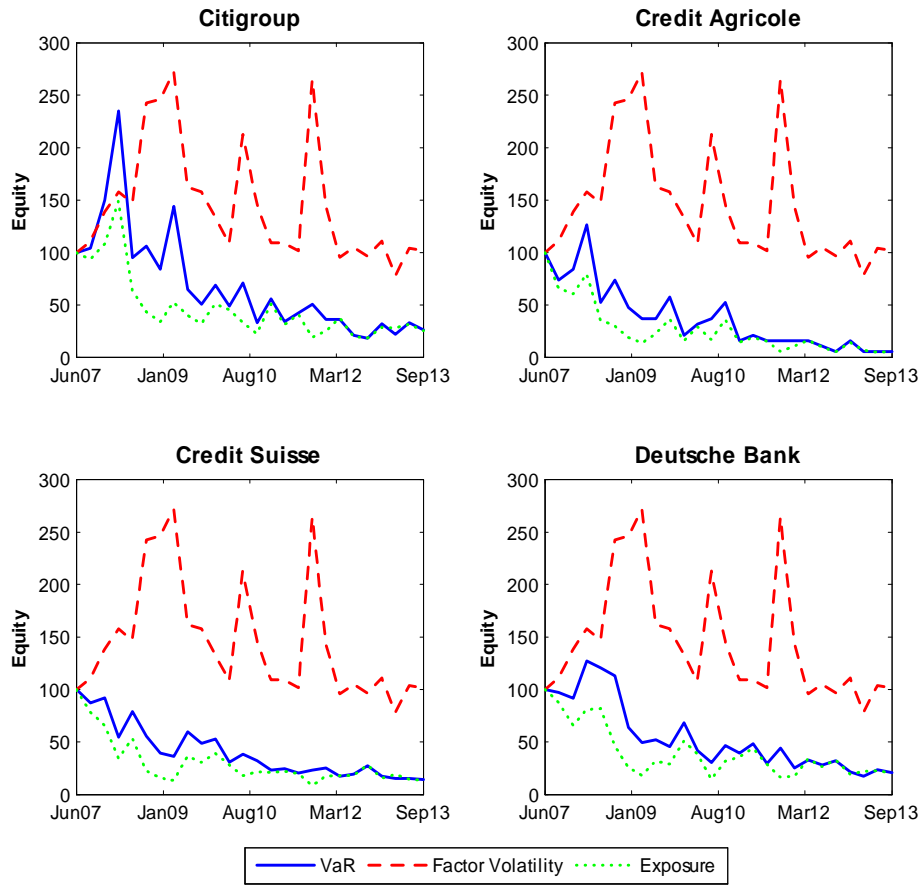 Citigroup
300
250
200
150
100
50
0
Equity
Jun07 Jan09 Aug10 Mar12 Sep13
Credit Agricole
300
250
200
150
100
50
0
Equity
Jun07 Jan09 Aug10 Mar12 Sep13
Credit Suisse
300
250
200
150
100
50
0
Equity
Jun07 Jan09 Aug10 Mar12 Sep13
Deutsche Bank
300
250
200
150
100
50
0
Equity
Jun07 Jan09 Aug10 Mar12 Sep13
VaR Factor Volatility Exposure